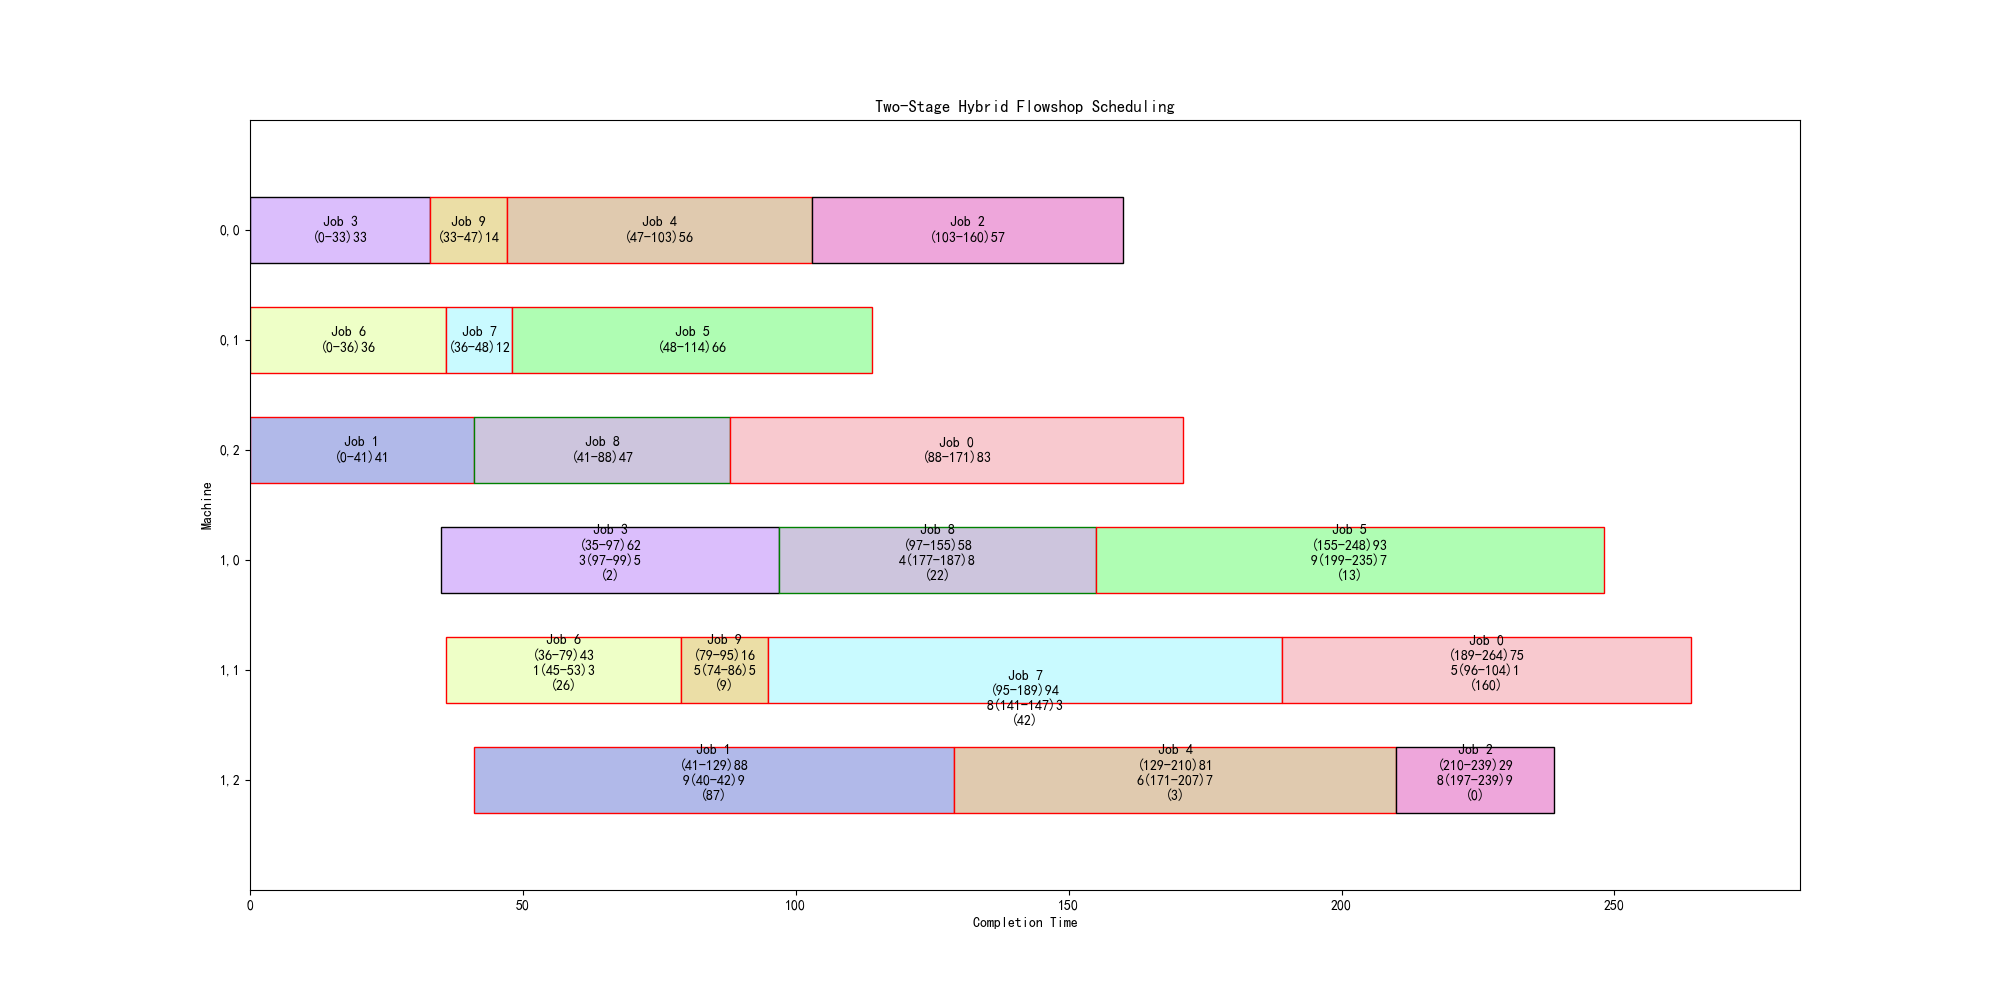 Two-Stage Hybrid Flowshop Scheduling
0,0
Job 3
(0-33)33
Job 9
(33-47)14
Job 4
(47-103)56
Job 2
(103-160)57
0,1
Job 6
(0-36)36
Job 7
(36-48)12
Job 5
(48-114)66
0,2
Job 1
(0-41)41
Job 8
(41-88)47
Job 0
(88-171)83
Machine
1,0
Job 3
(35-97)62
3(97-99)5
(2)
Job 8
(97-155)58
4(177-187)8
(22)
Job 5
(155-248)93
9(199-235)7
(13)
1,1
Job 6
(36-79)43
1(45-53)3
(26)
Job 9
(79-95)16
5(74-86)5
(9)
Job 7
(95-189)94
8(141-147)3
(42)
Job 0
(189-264)75
5(96-104)1
(160)
1,2
Job 1
(41-129)88
9(40-42)9
(87)
Job 4
(129-210)81
6(171-207)7
(3)
Job 2
(210-239)29
8(197-239)9
(0)
0
50
100
150
200
250
Completion Time